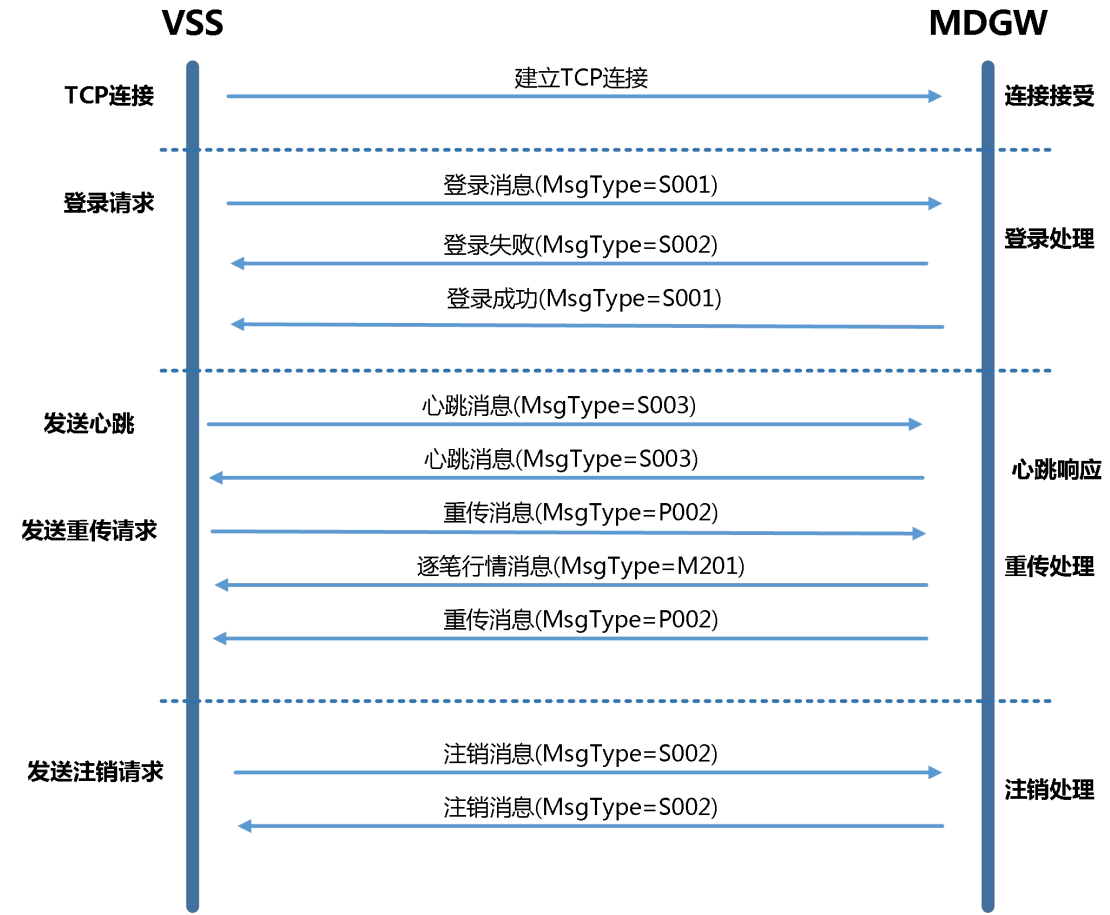 VSS
MDGW
建立TCP连接
TCP连接
连接接受
登录消息(MsgType=S001)
登录请求
登录失败(MsgType=S002)
登录处理
登录成功(MsgType=S001)
心跳消息(MsgType=S003)
发送心跳
心跳消息(MsgType=S003)
心跳响应
重传消息(MsgType=P002)
发送重传请求
逐笔行情消息(MsgType=M201)
重传处理
重传消息(MsgType=P002)
注销消息(MsgType=S002)
发送注销请求
注销处理
注销消息(MsgType=S002)